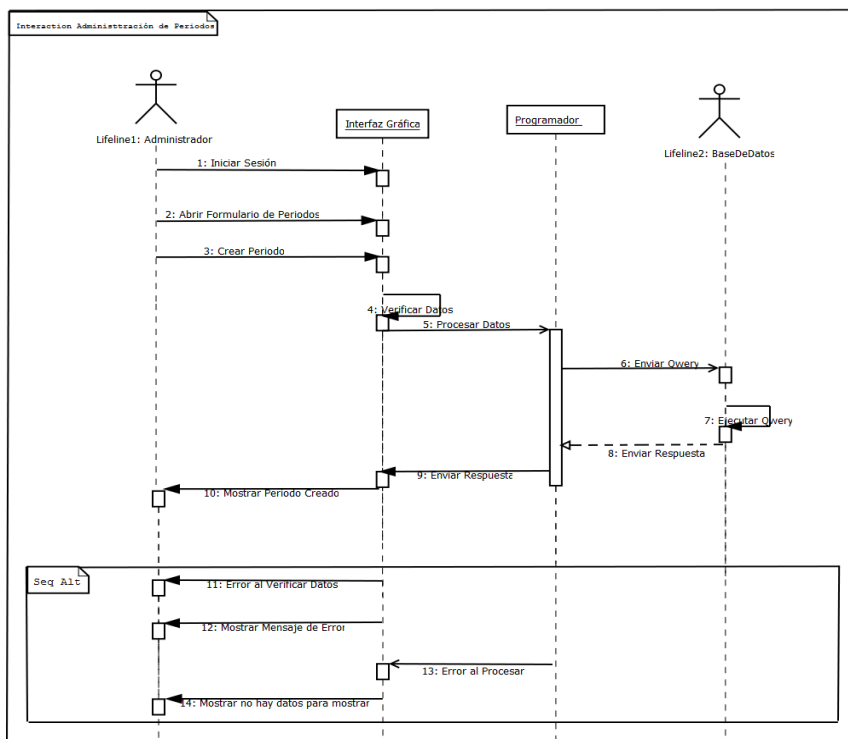 Interaction Administtración de Periodos
Lifeline1: Administrador
Interfaz Gráfica
Programador
Lifeline2: BaseDeDatos
1: Iniciar Sesión
2: Abrir Formulario de Periodos
3: Crear Periodo
4: Verificar Datos
5: Procesar Datos
6: Enviar Qwery
7: Ejecutar Qwery
8: Enviar Respuesta
9: Enviar Respuesta
10: Mostrar Periodo Creado
Seq Alt
11: Error al Verificar Datos
12: Mostrar Mensaje de Error
13: Error al Procesar
14: Mostrar no hay datos para mostrar